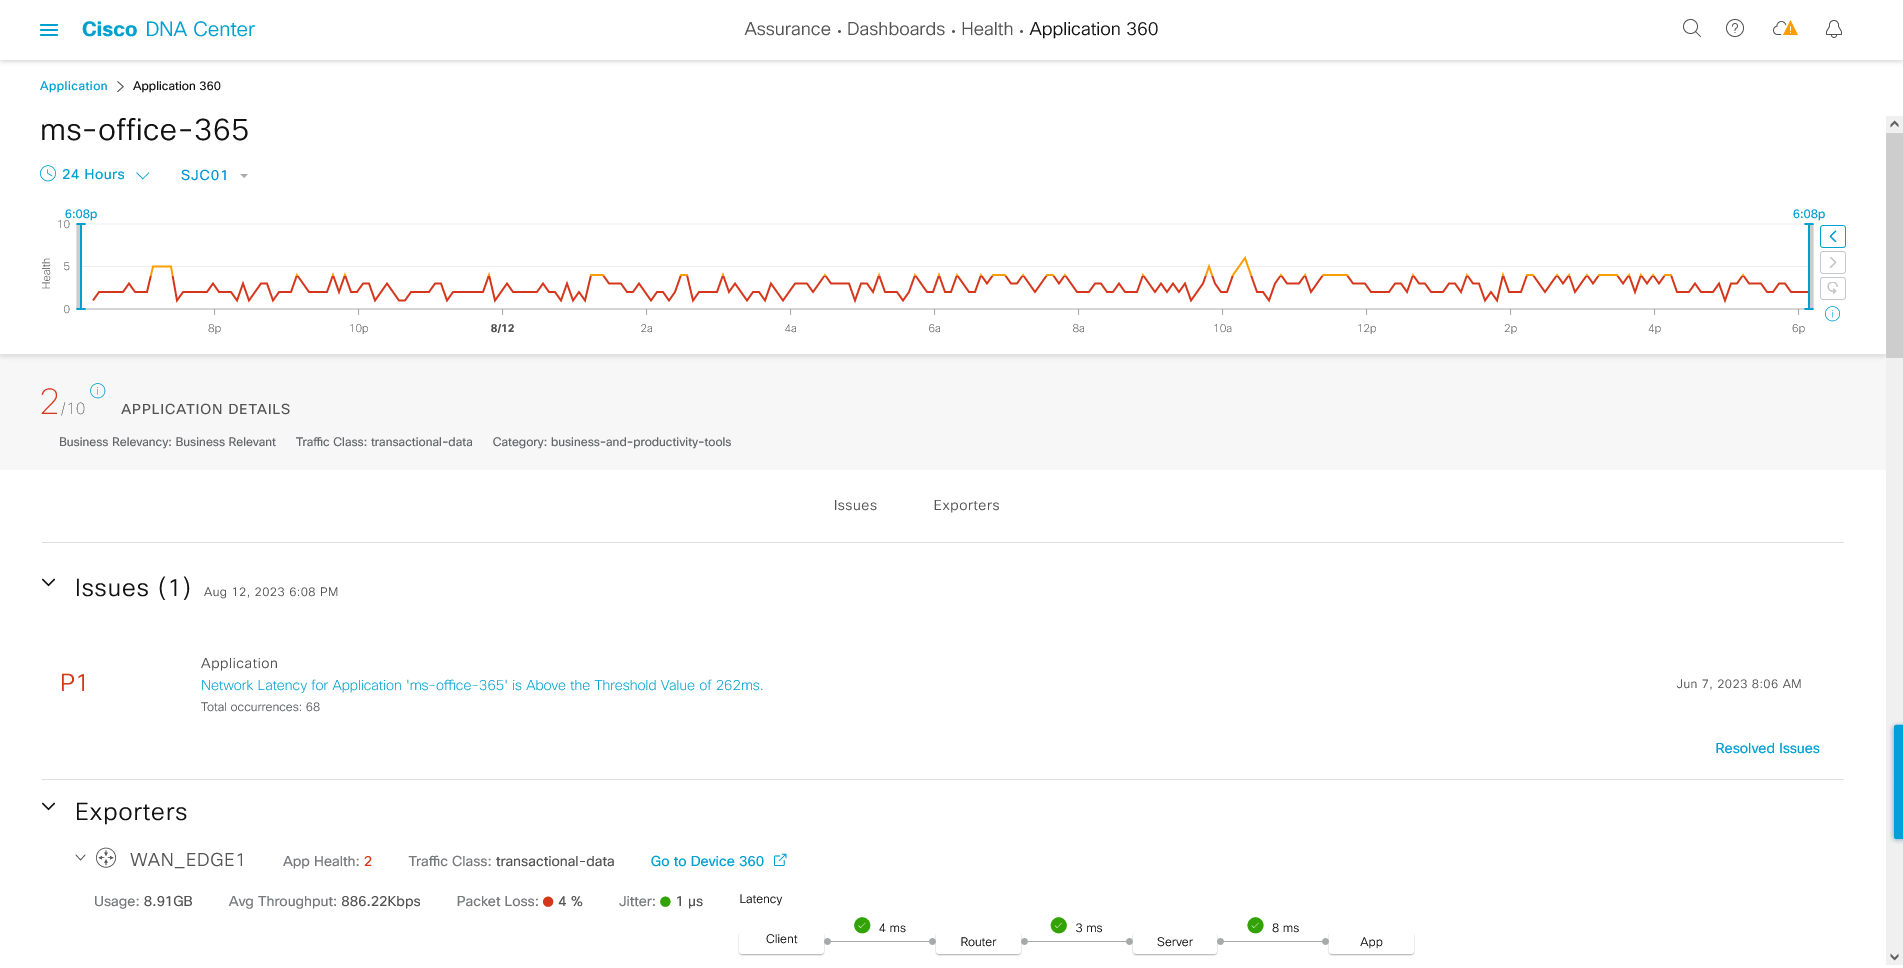 Cisco DNA Center
Assurance • Dashboards • Health • Application 360
Application > Application 360
ms-office-365
24 Hours
SJC01
6:08p 6:08p
10
5
0
Health
8p 10p 8/12 2a 4a 6a 8a 10a 12p 2p 4p 6p
2/10
APPLICATION DETAILS
Business Relevancy: Business Relevant Traffic Class: transactional-data Category: business-and-productivity-tools
Issues Exporters
Issues (1) Aug 12, 2023 6:08 PM
P1
Application
Network Latency for Application 'ms-office-365' is Above the Threshold Value of 262ms.
Total occurrences: 68
Jun 7, 2023 8:06 AM
Resolved Issues
Exporters
WAN_EDGE1 App Health: 2 Traffic Class: transactional-data Go to Device 360
Usage: 8.91GB Avg Throughput: 886.22Kbps Packet Loss: 4 % Jitter: 1 µs
Latency
4 ms 3 ms 8 ms
Client Router Server App